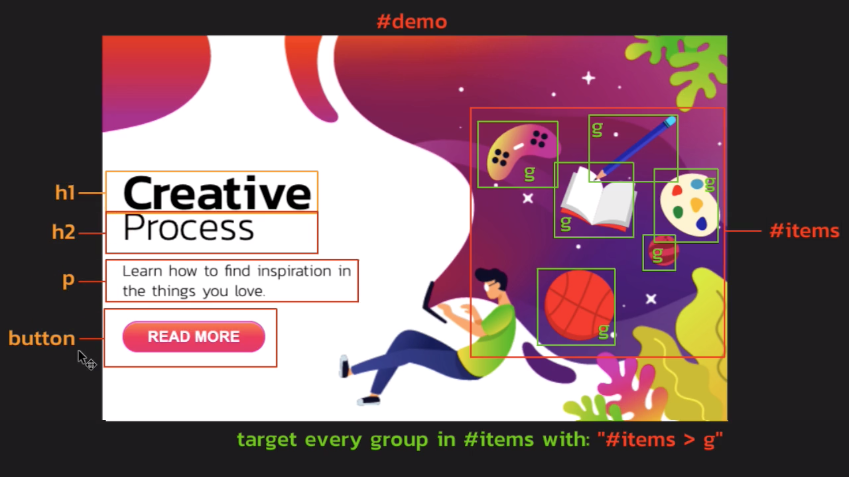 #demo
g
g
g
g
g
g
h1
Creative
h2
Process
#items
p
Learn how to find inspiration in
the things you love.
button
READ MORE
target every group in #items with: "#items > g"